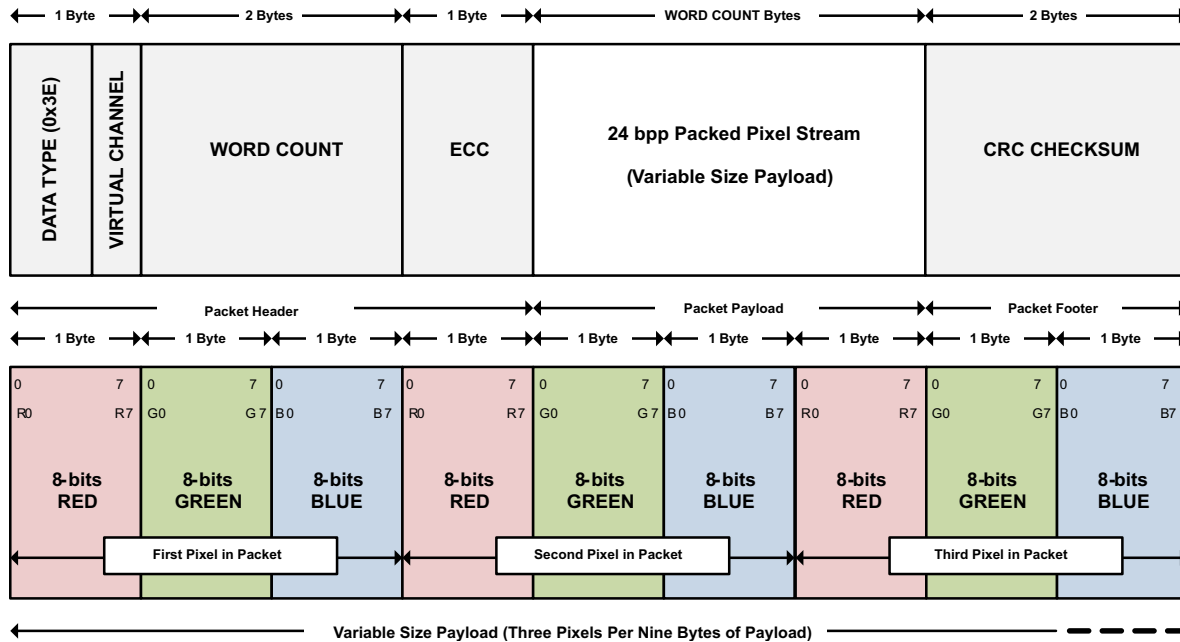 1 Byte 2 Bytes 1 Byte WORD COUNT Bytes 2 Bytes
DATA TYPE (0x3E)
VIRTUAL CHANNEL
WORD COUNT
ECC
24 bpp Packed Pixel Stream
(Variable Size Payload)
CRC CHECKSUM
Packet Header Packet Payload Packet Footer
1 Byte 1 Byte 1 Byte 1 Byte 1 Byte 1 Byte 1 Byte 1 Byte 1 Byte
0 7 0 7 0 7 0 7 0 7 0 7 0 7 0 7 0 7
R0 R7 G0 G7 B0 B7 R0 R7 G0 G7 B0 B7 R0 R7 G0 G7 B0 B7
8-bits 8-bits 8-bits 8-bits 8-bits 8-bits 8-bits 8-bits 8-bits
RED GREEN BLUE RED GREEN BLUE RED GREEN BLUE
First Pixel in Packet Second Pixel in Packet Third Pixel in Packet
Variable Size Payload (Three Pixels Per Nine Bytes of Payload)